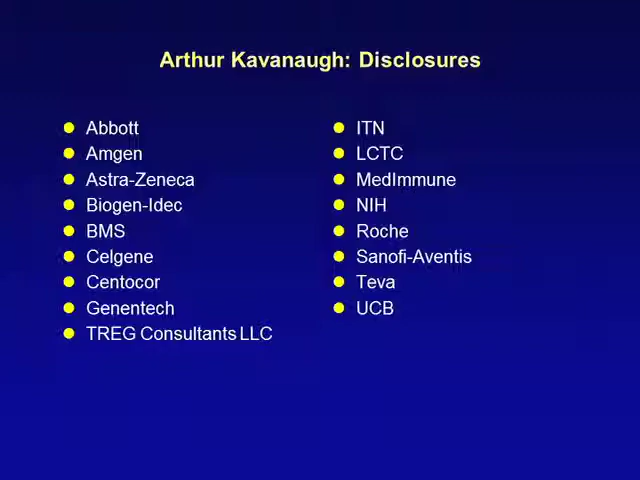 Arthur Kavanaugh: Disclosures
Abbott
Amgen
Astra-Zeneca
Biogen-Idec
BMS
Celgene
Centocor
Genentech
TREG Consultants LLC
ITN
LCTC
MedImmune
NIH
Roche
Sanofi-Aventis
Teva
UCB